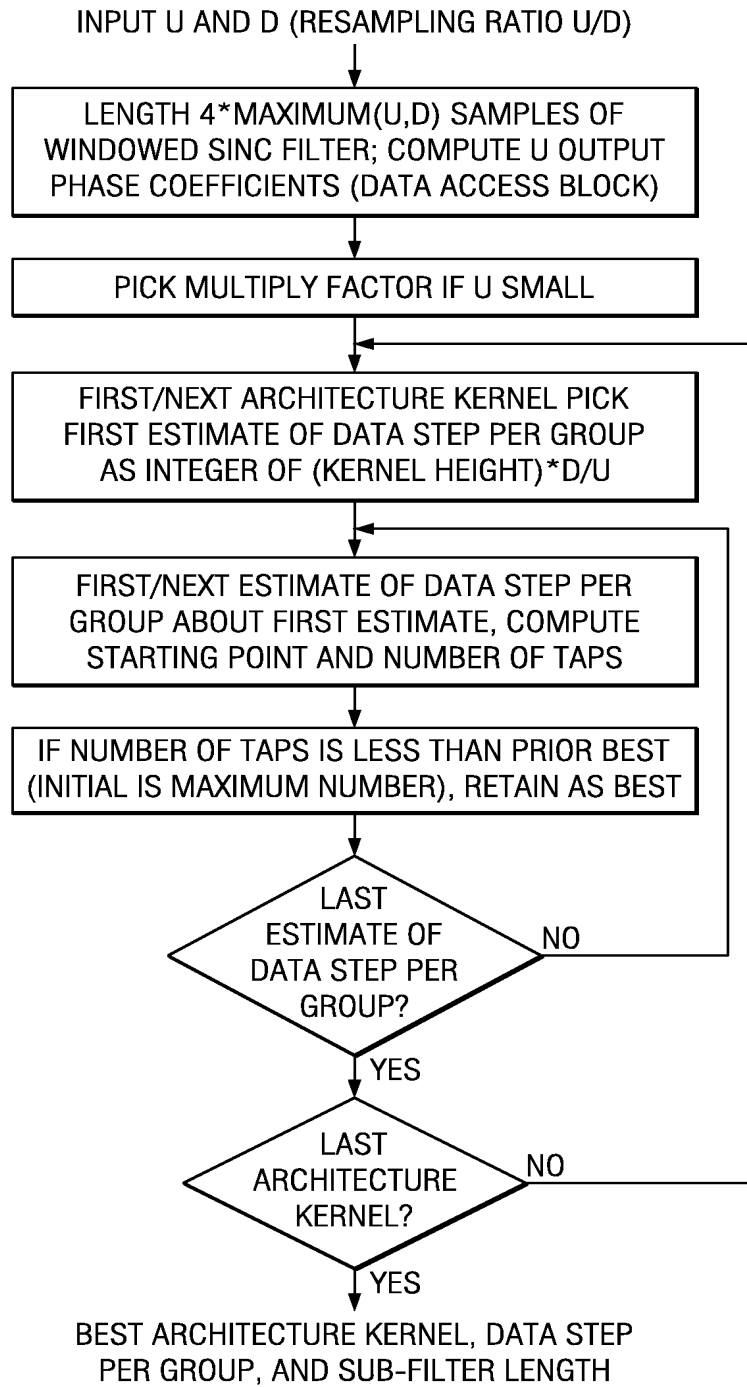 INPUT U AND D (RESAMPLING RATIO U/D)
LENGTH 4*MAXIMUM(U,D) SAMPLES OF
WINDOWED SINC FILTER; COMPUTE U OUTPUT
PHASE COEFFICIENTS (DATA ACCESS BLOCK)
PICK MULTIPLY FACTOR IF U SMALL
FIRST/NEXT ARCHITECTURE KERNEL PICK
FIRST ESTIMATE OF DATA STEP PER GROUP
AS INTEGER OF (KERNEL HEIGHT)*D/U
FIRST/NEXT ESTIMATE OF DATA STEP PER
GROUP ABOUT FIRST ESTIMATE, COMPUTE
STARTING POINT AND NUMBER OF TAPS
IF NUMBER OF TAPS IS LESS THAN PRIOR BEST
(INITIAL IS MAXIMUM NUMBER), RETAIN AS BEST
LAST
ESTIMATE OF
DATA STEP PER
GROUP?
NO
YES
LAST
ARCHITECTURE
KERNEL?
NO
YES
BEST ARCHITECTURE KERNEL, DATA STEP
PER GROUP, AND SUB-FILTER LENGTH